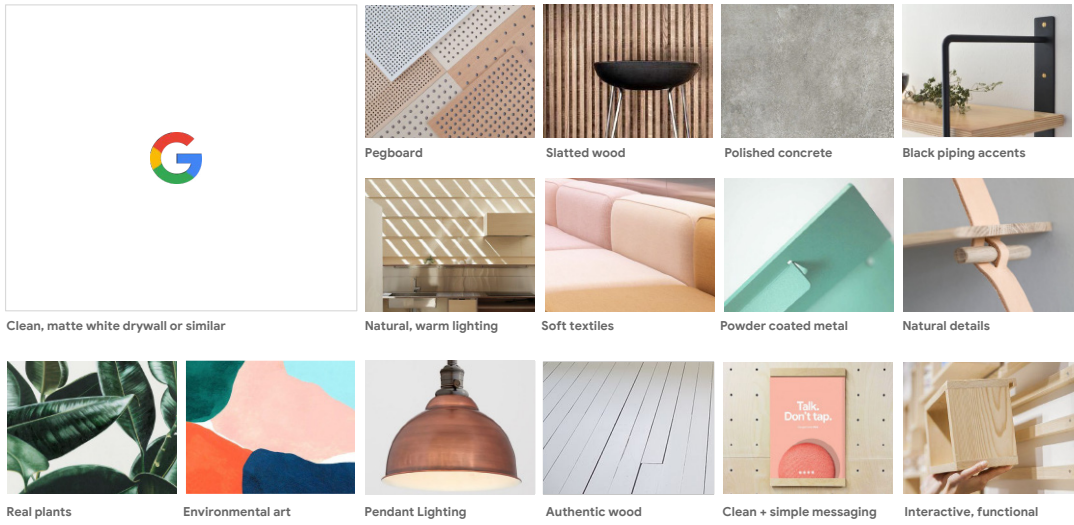 Pegboard
Slatted wood
Polished concrete
Black piping accents
Clean, matte white drywall or similar
Natural, warm lighting
Soft textiles
Powder coated metal
Natural details
Talk.
Don't tap.
Real plants
Environmental art
Pendant Lighting
Authentic wood
Clean + simple messaging
Interactive, functional